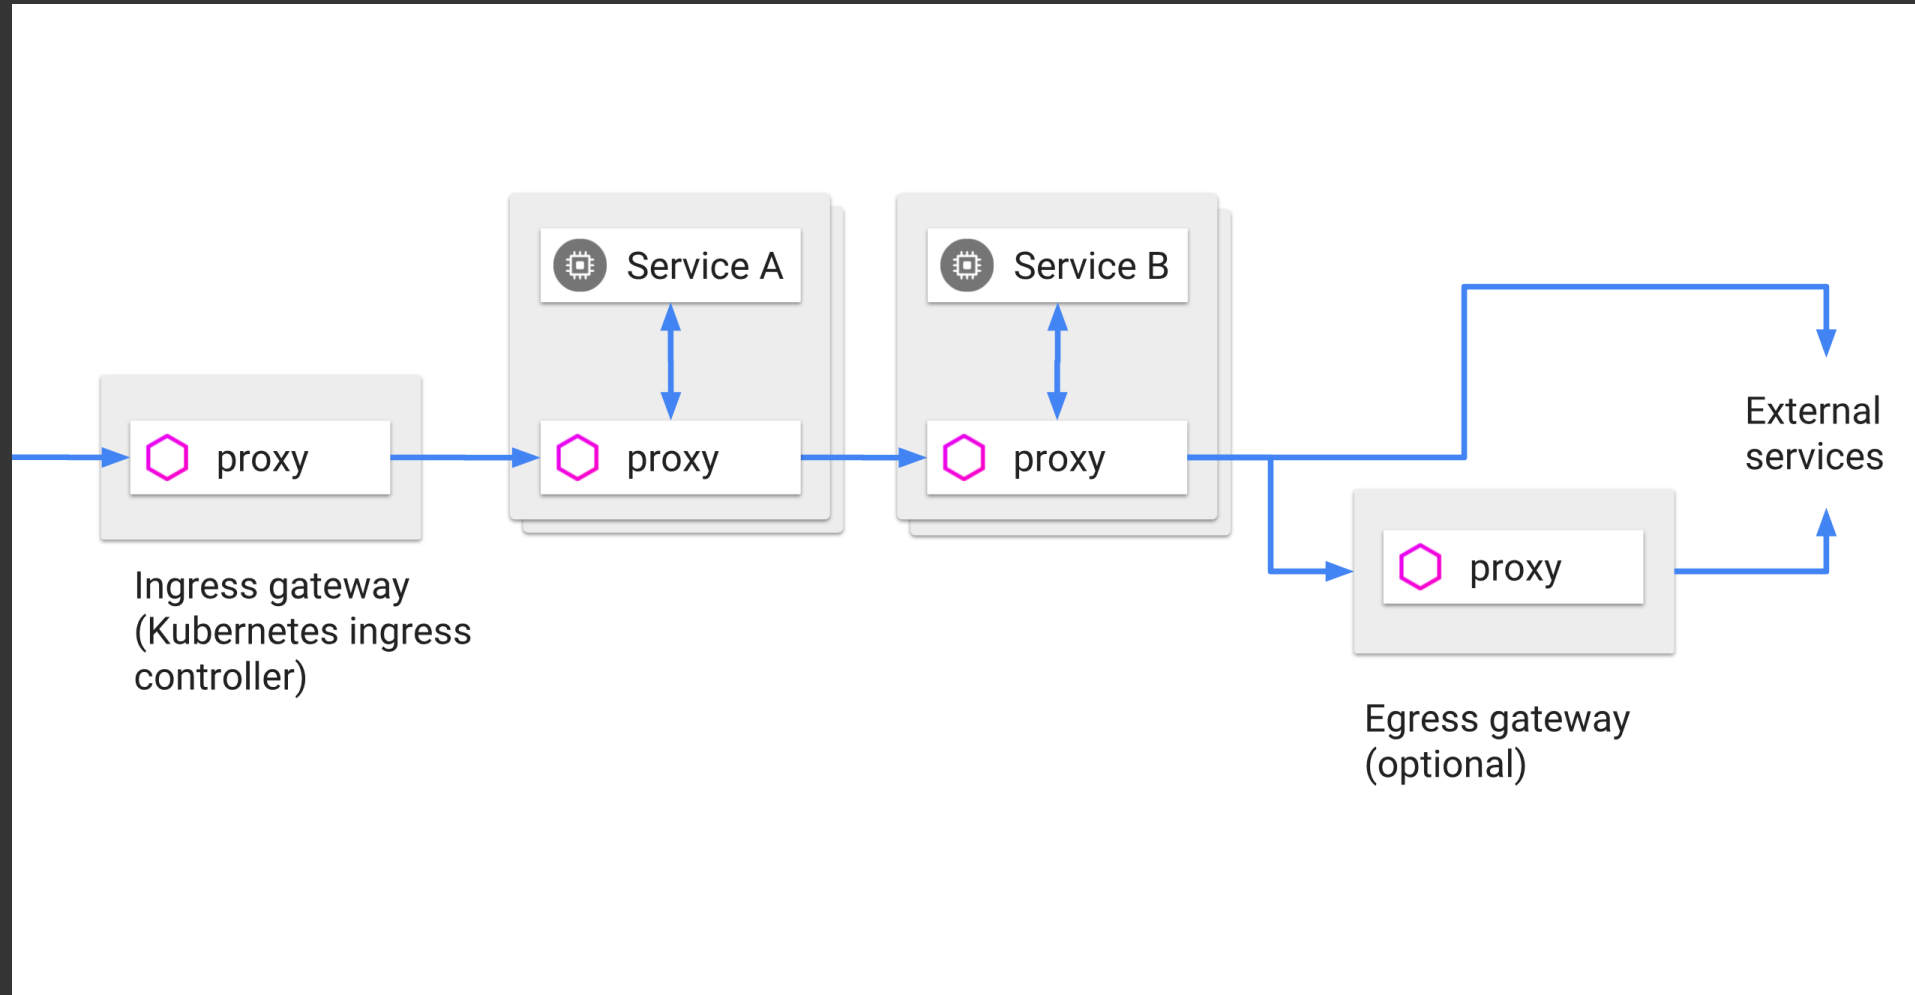 Service A
Service B
proxy
proxy
proxy
External
services
proxy
Ingress gateway
(Kubernetes ingress
controller)
Egress gateway
(optional)